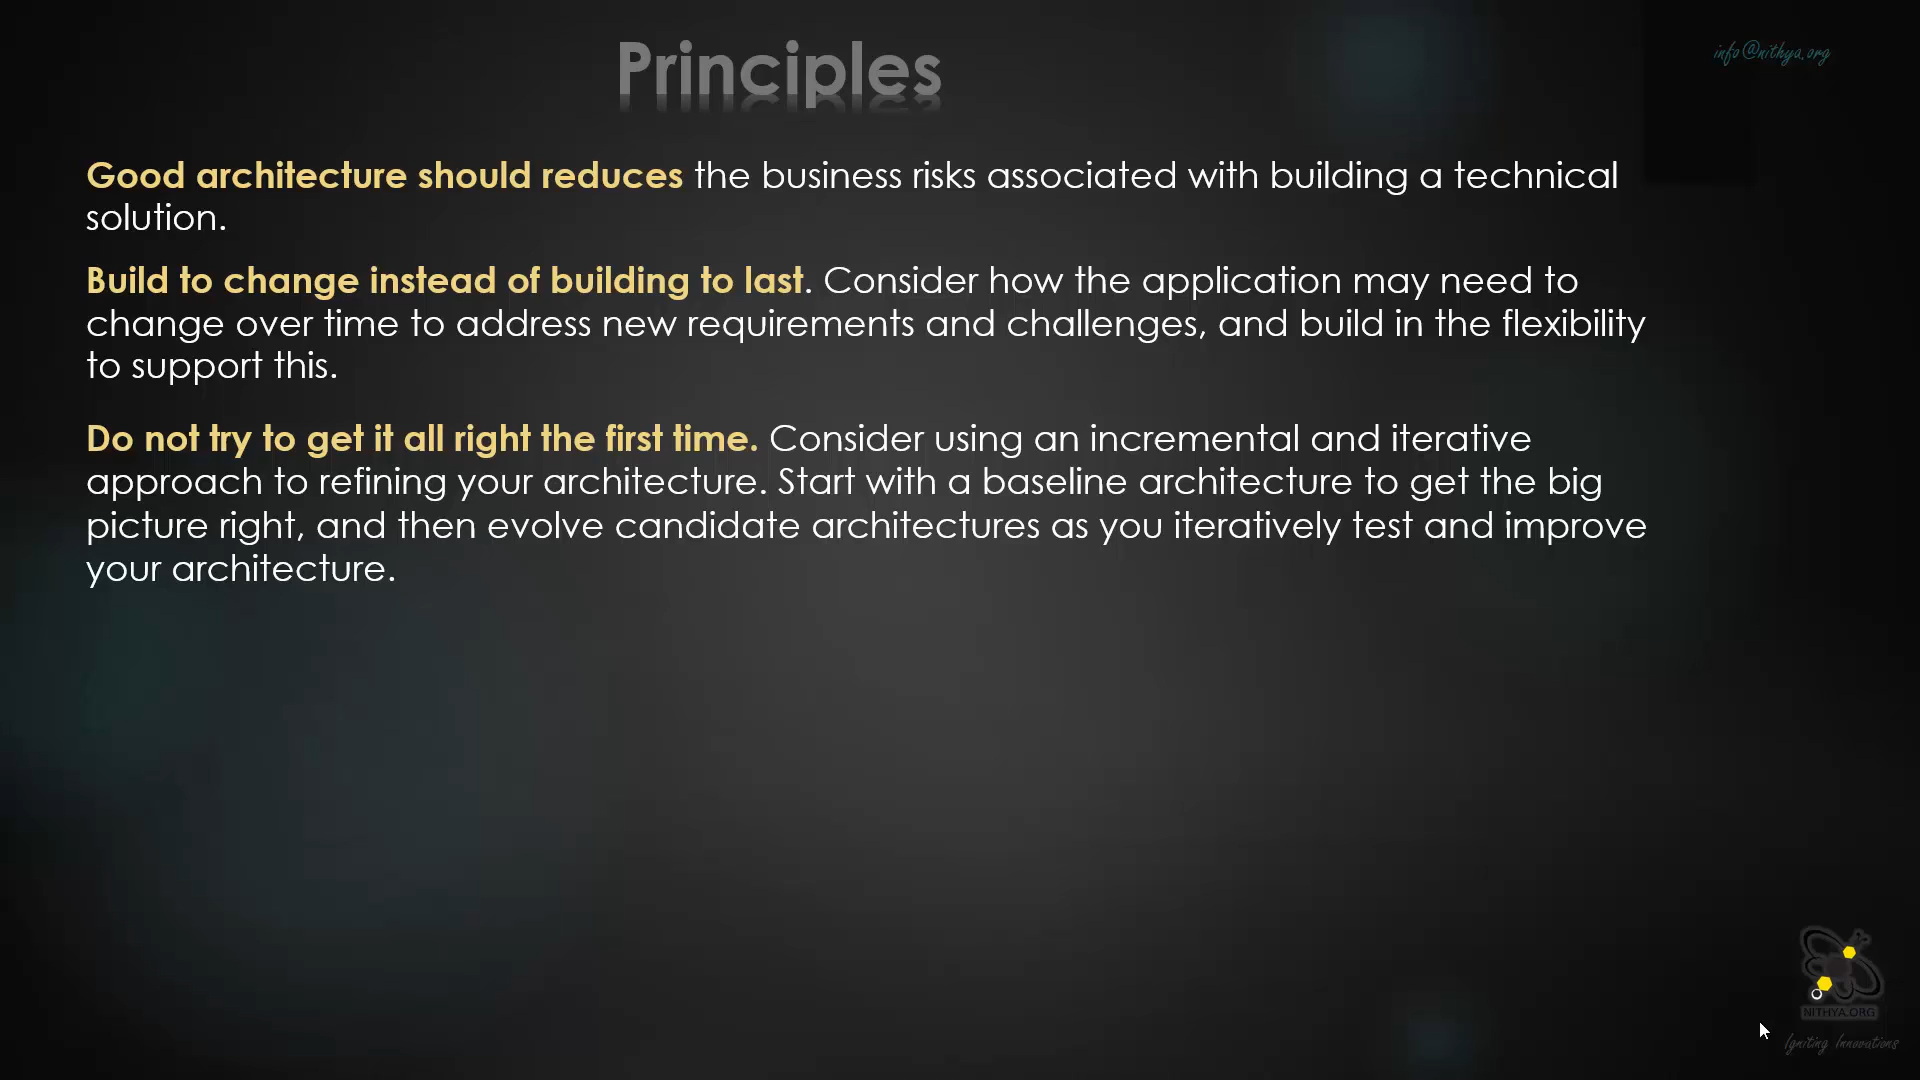 Principles
info@nithya.org
Good architecture should reduces the business risks associated with building a technical
solution.
Build to change instead of building to last. Consider how the application may need to
change over time to address new requirements and challenges, and build in the flexibility
to support this.
Do not try to get it all right the first time. Consider using an incremental and iterative
approach to refining your architecture. Start with a baseline architecture to get the big
picture right, and then evolve candidate architectures as you iteratively test and improve
your architecture.
NITHYA.ORG
Igniting Innovations